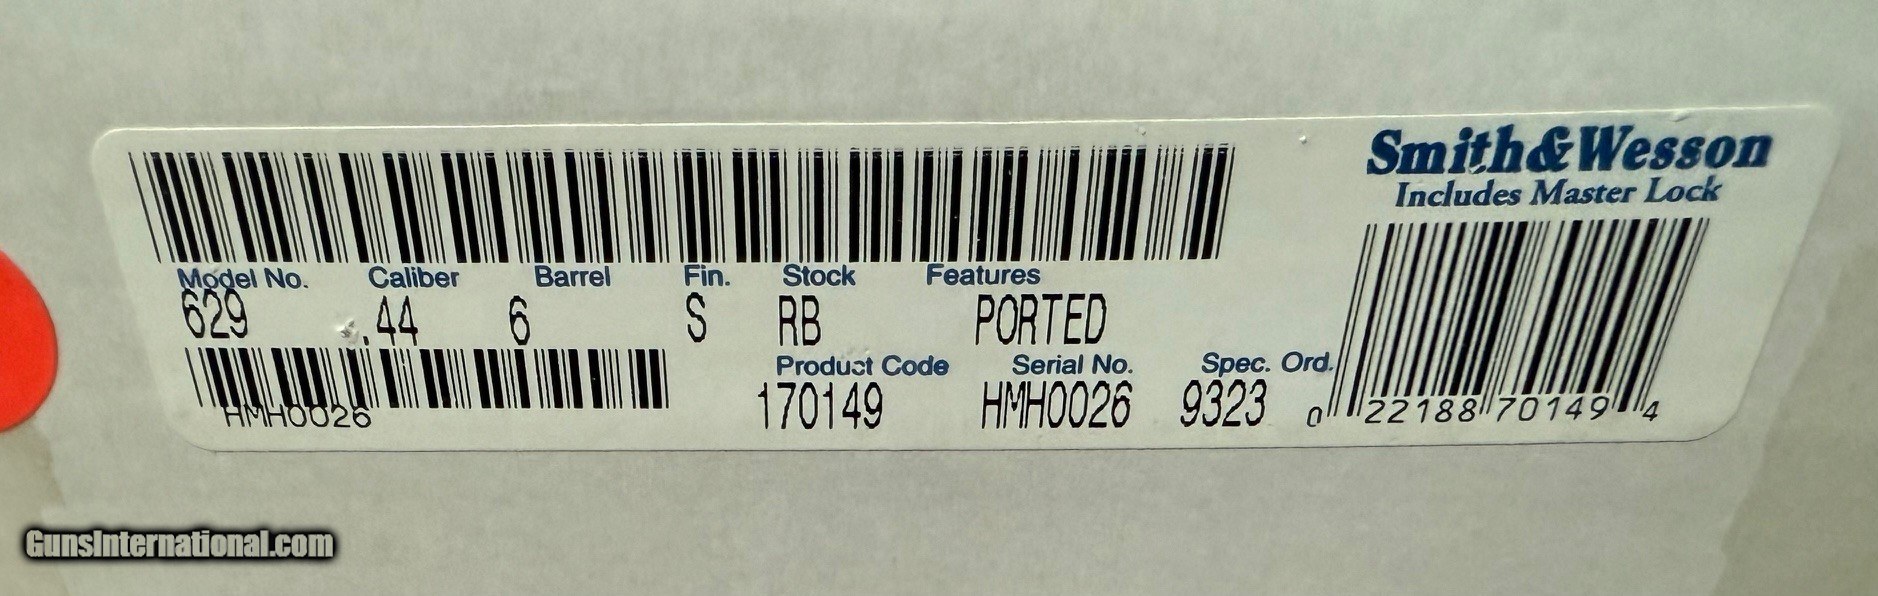 Smith&Wesson
Includes Master Lock
Model No. Caliber Barrel Fin. Stock Features
629 .44 6 S RB PORTED
Product Code Serial No. Spec. Ord.
170149 HMH0026 9323
HMH0026
0 22188 70149 4
GunsInternational.com